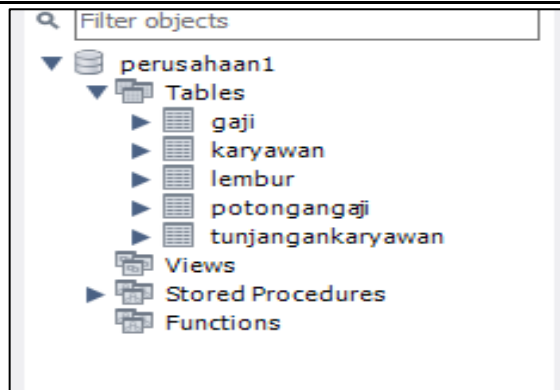 Filter objects
perusahaan1
Tables
gaji
karyawan
lembur
potongangaji
tunjangankaryawan
Views
Stored Procedures
Functions